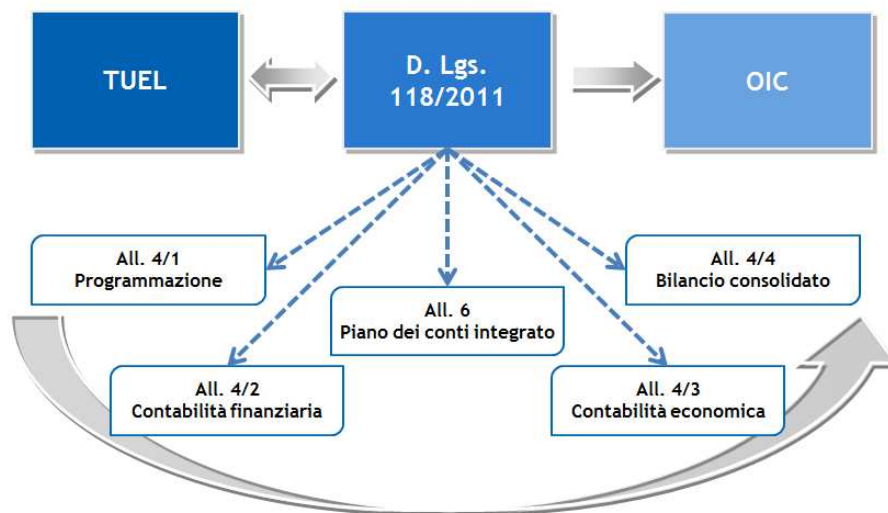 TUEL
D. Lgs.
118/2011
OIC
All. 4/1
Programmazione
All. 4/4
Bilancio consolidato
All. 6
Piano dei conti integrato
All. 4/2
Contabilità finanziaria
All. 4/3
Contabilità economica